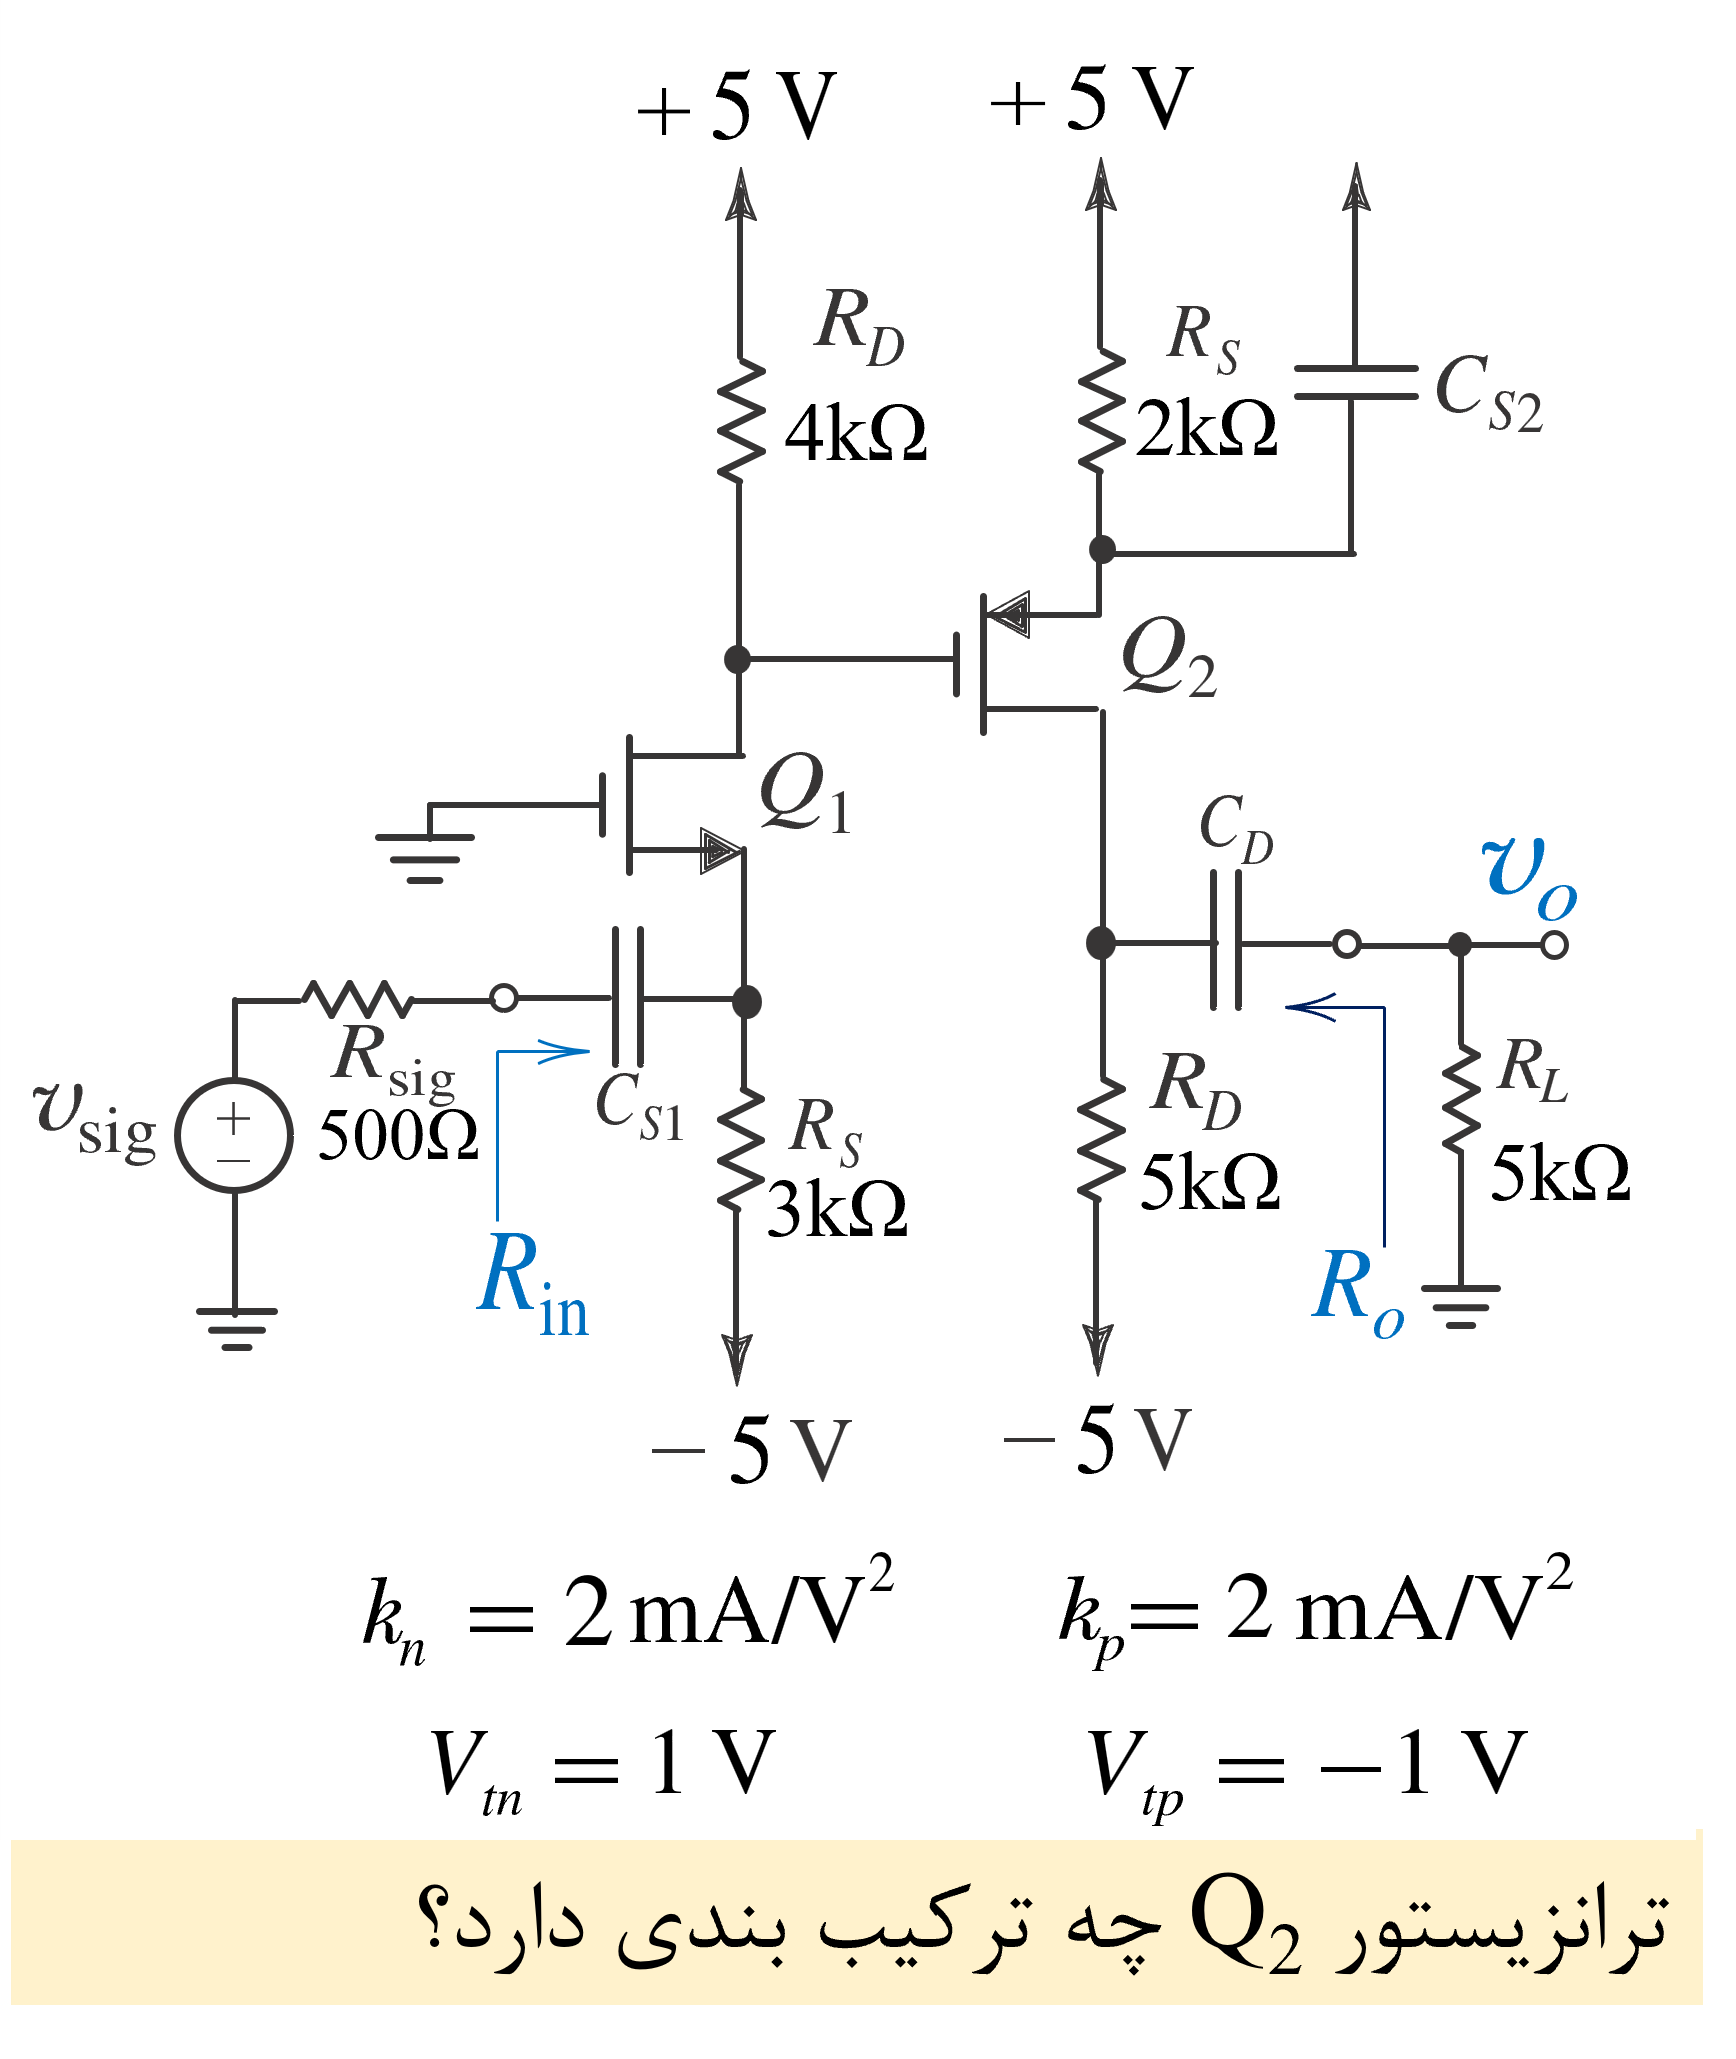 + 5 V
+ 5 V
R_D
4kΩ
R_S
2kΩ
C_S2
Q_2
Q_1
C_D
v_o
v_sig
+
−
R_sig
500Ω
C_S1
R_S
3kΩ
R_D
5kΩ
R_L
5kΩ
R_in
R_o
− 5 V
− 5 V
k_n = 2 mA/V²
k_p = 2 mA/V²
V_tn = 1 V
V_tp = −1 V
ترانزیستور Q₂ چه ترکیب بندی دارد؟